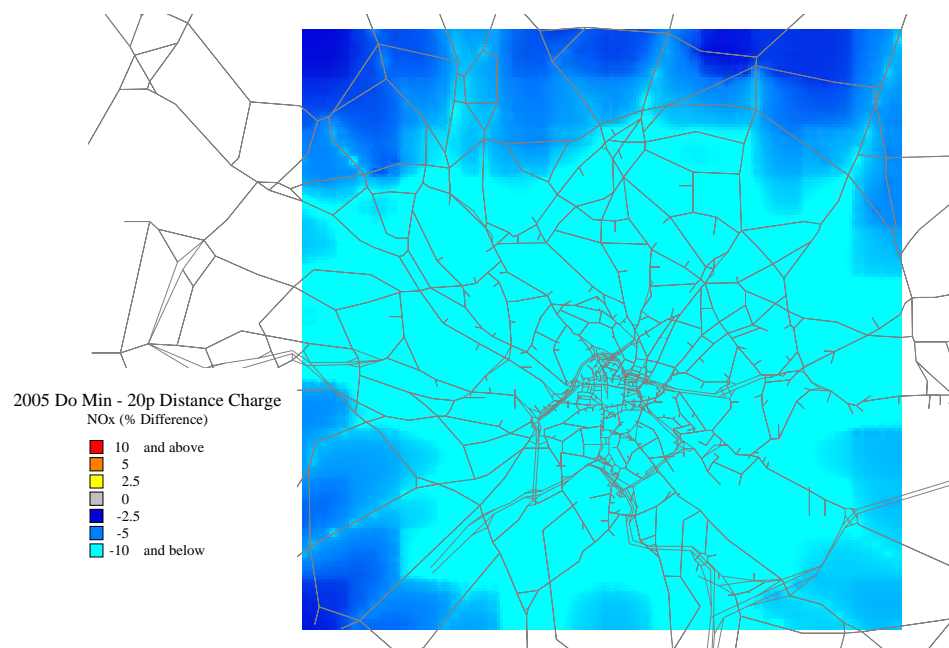 2005 Do Min - 20p Distance Charge
NOx (% Difference)
10 and above
5
2.5
0
-2.5
-5
-10 and below